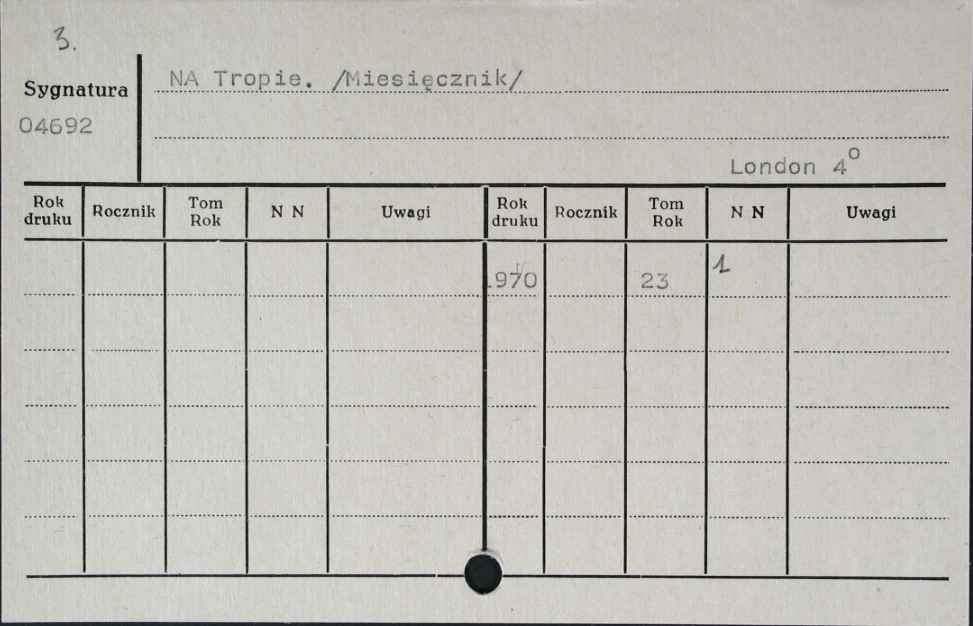 3.
Sygnatura
04692
NA Tropie. /Miesięcznik/
London 4º
Rok druku Rocznik Tom Rok N N Uwagi Rok druku Rocznik Tom Rok N N Uwagi
1970 23 1